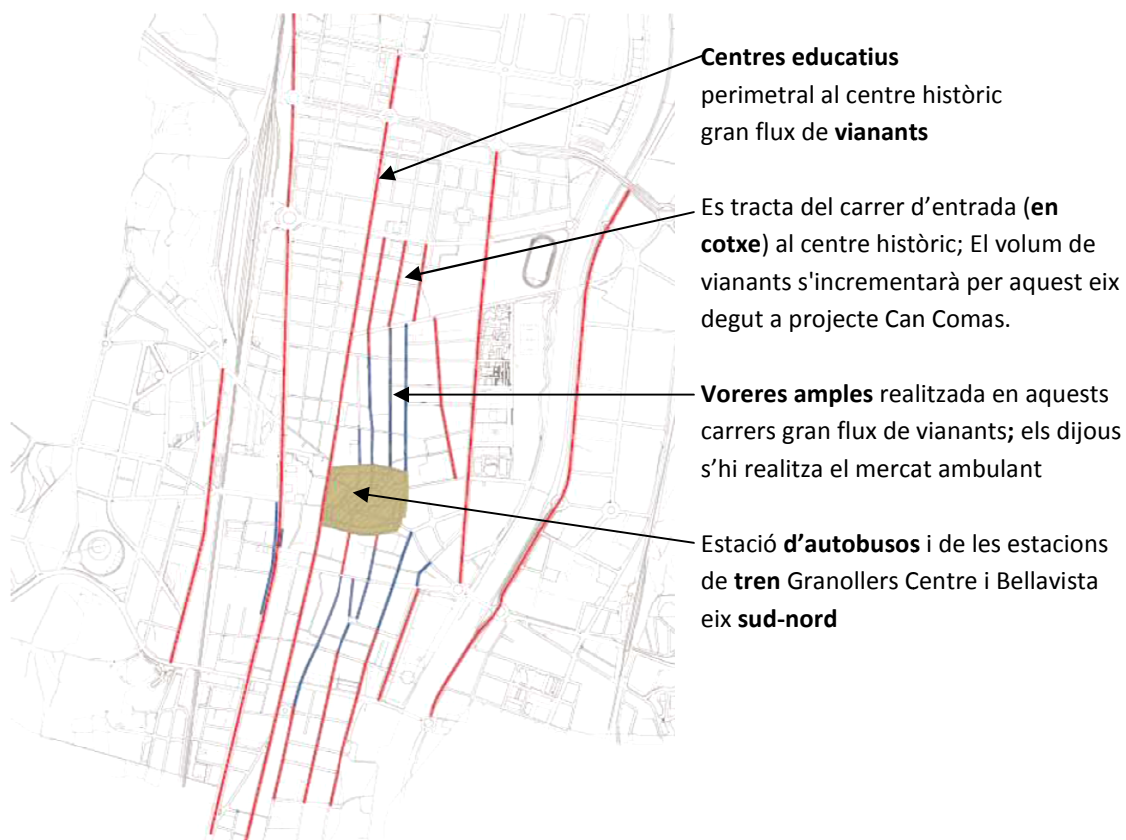 Centres educatius
perimetral al centre històric
gran flux de vianants
Es tracta del carrer d’entrada (en
cotxe) al centre històric; El volum de
vianants s'incrementarà per aquest eix
degut a projecte Can Comas.
Voreres amples realitzada en aquests
carrers gran flux de vianants; els dijous
s’hi realitza el mercat ambulant
Estació d’autobusos i de les estacions
de tren Granollers Centre i Bellavista
eix sud-nord